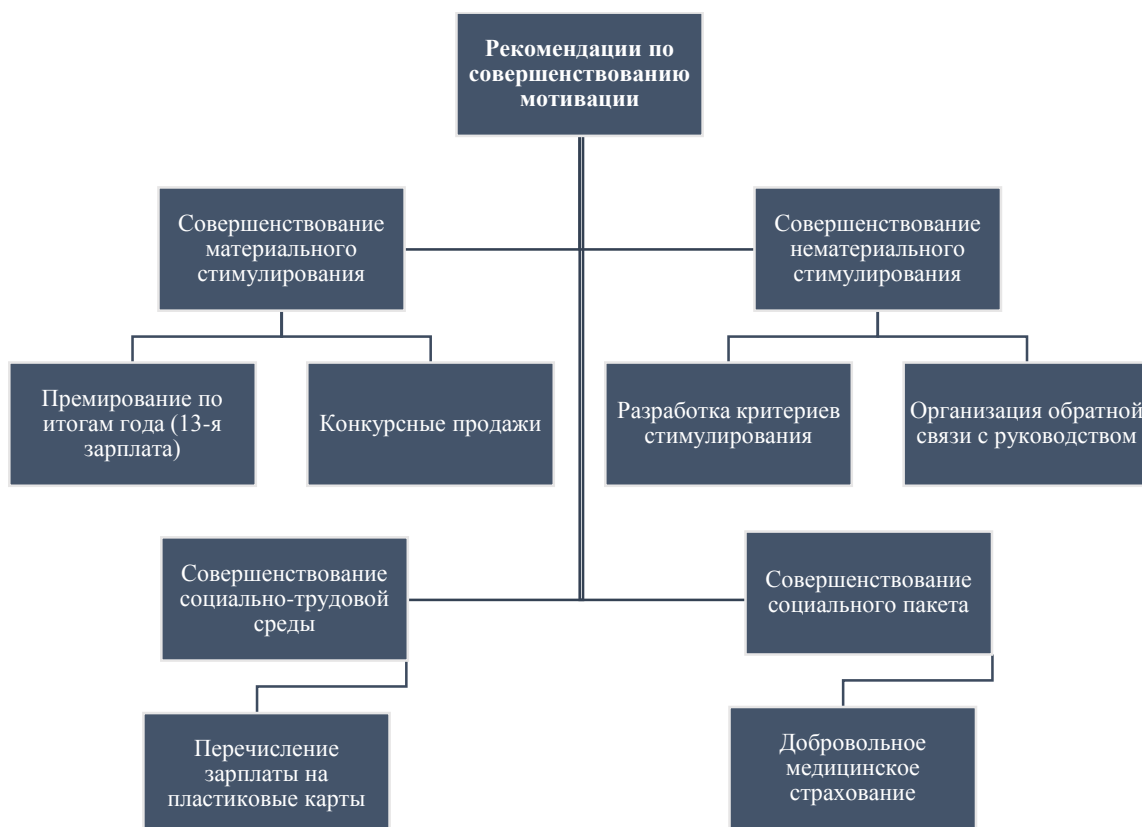 Рекомендации по
совершенствованию
мотивации
Совершенствование
материального
стимулирования
Совершенствование
нематериального
стимулирования
Премирование по
итогам года (13-я
зарплата)
Конкурсные продажи
Разработка критериев
стимулирования
Организация обратной
связи с руководством
Совершенствование
социально-трудовой
среды
Совершенствование
социального пакета
Перечисление
зарплаты на
пластиковые карты
Добровольное
медицинское
страхование